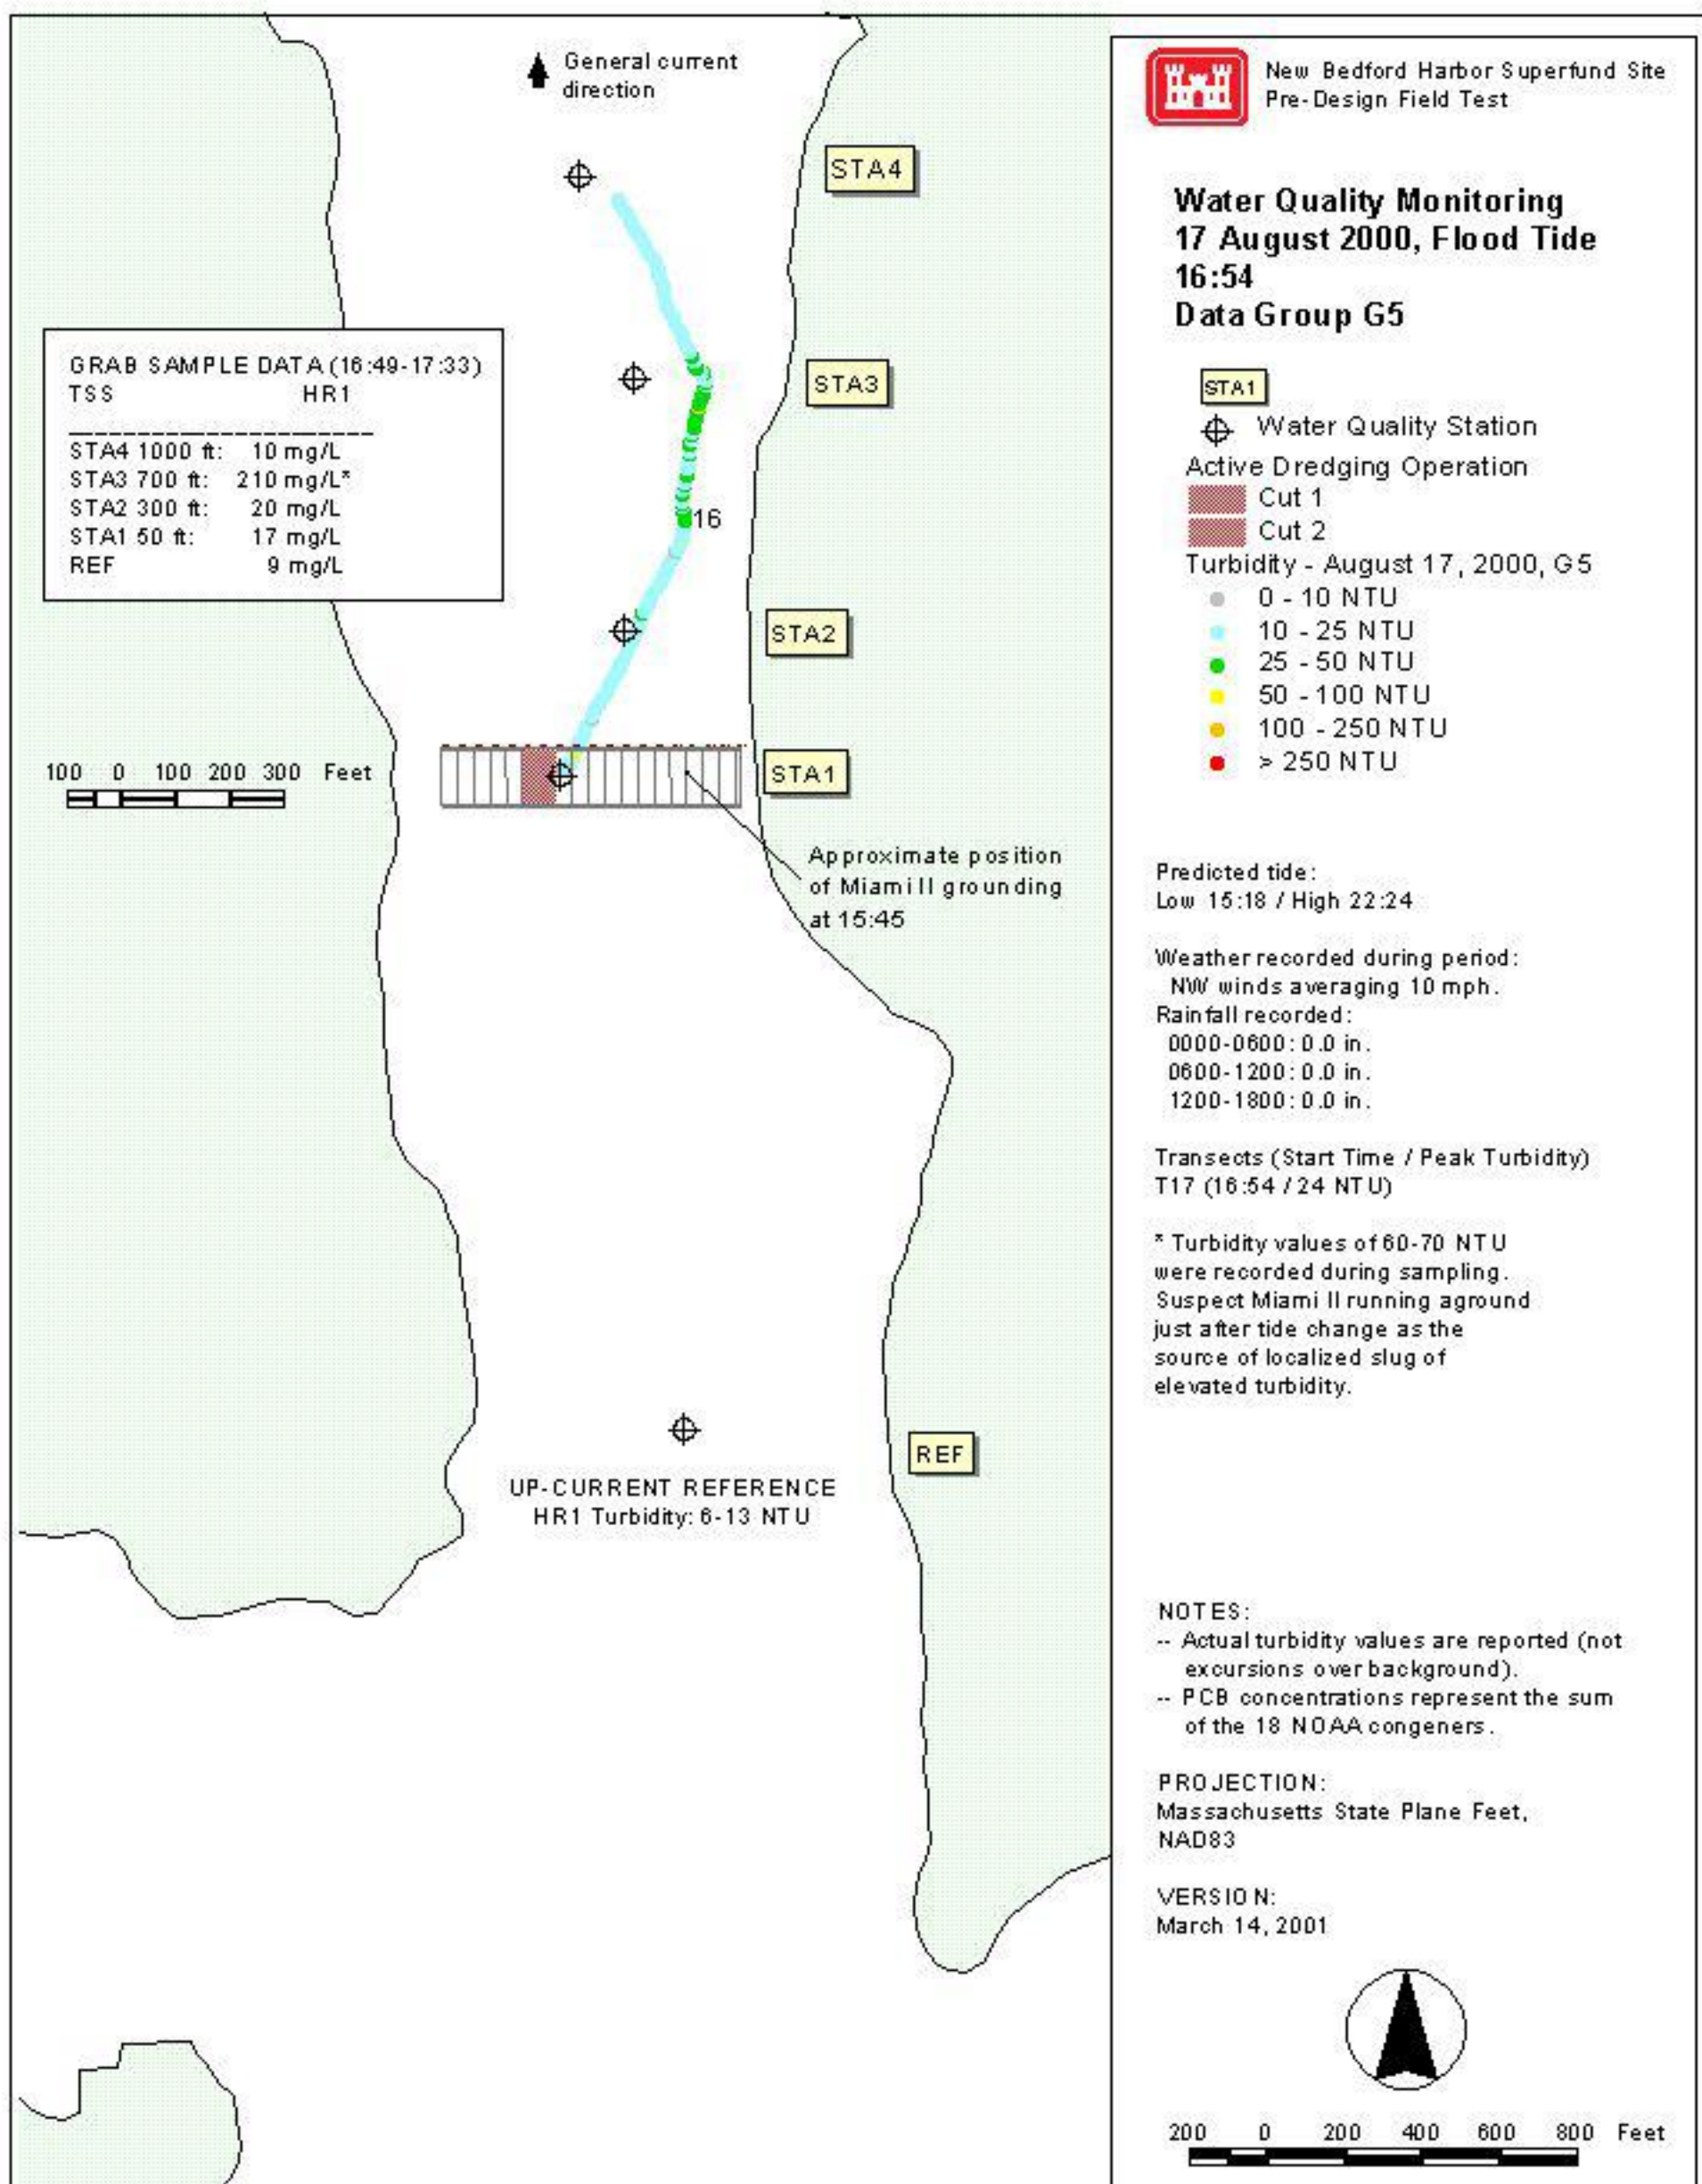 General current
direction
STA4
GRAB SAMPLE DATA (16:49-17:33)
TSS HR1
STA4 1000 ft: 10 mg/L
STA3 700 ft: 210 mg/L*
STA2 300 ft: 20 mg/L
STA1 50 ft: 17 mg/L
REF 9 mg/L
STA3
16
STA2
STA1
100 0 100 200 300 Feet
Approximate position
of Miami II grounding
at 15:45
REF
UP-CURRENT REFERENCE
HR1 Turbidity: 6-13 NTU
New Bedford Harbor Superfund Site
Pre-Design Field Test
Water Quality Monitoring
17 August 2000, Flood Tide
16:54
Data Group G5
STA1
Water Quality Station
Active Dredging Operation
Cut 1
Cut 2
Turbidity - August 17, 2000, G5
0 - 10 NTU
10 - 25 NTU
25 - 50 NTU
50 - 100 NTU
100 - 250 NTU
> 250 NTU
Predicted tide:
Low 15:18 / High 22:24
Weather recorded during period:
NW winds averaging 10 mph.
Rainfall recorded:
0000-0600: 0.0 in.
0600-1200: 0.0 in.
1200-1800: 0.0 in.
Transects (Start Time / Peak Turbidity)
T17 (16:54 / 24 NTU)
* Turbidity values of 60-70 NTU
were recorded during sampling.
Suspect Miami II running aground
just after tide change as the
source of localized slug of
elevated turbidity.
NOTES:
-- Actual turbidity values are reported (not
excursions over background).
-- PCB concentrations represent the sum
of the 18 NOAA congeners.
PROJECTION:
Massachusetts State Plane Feet,
NAD83
VERSION:
March 14, 2001
200 0 200 400 600 800 Feet